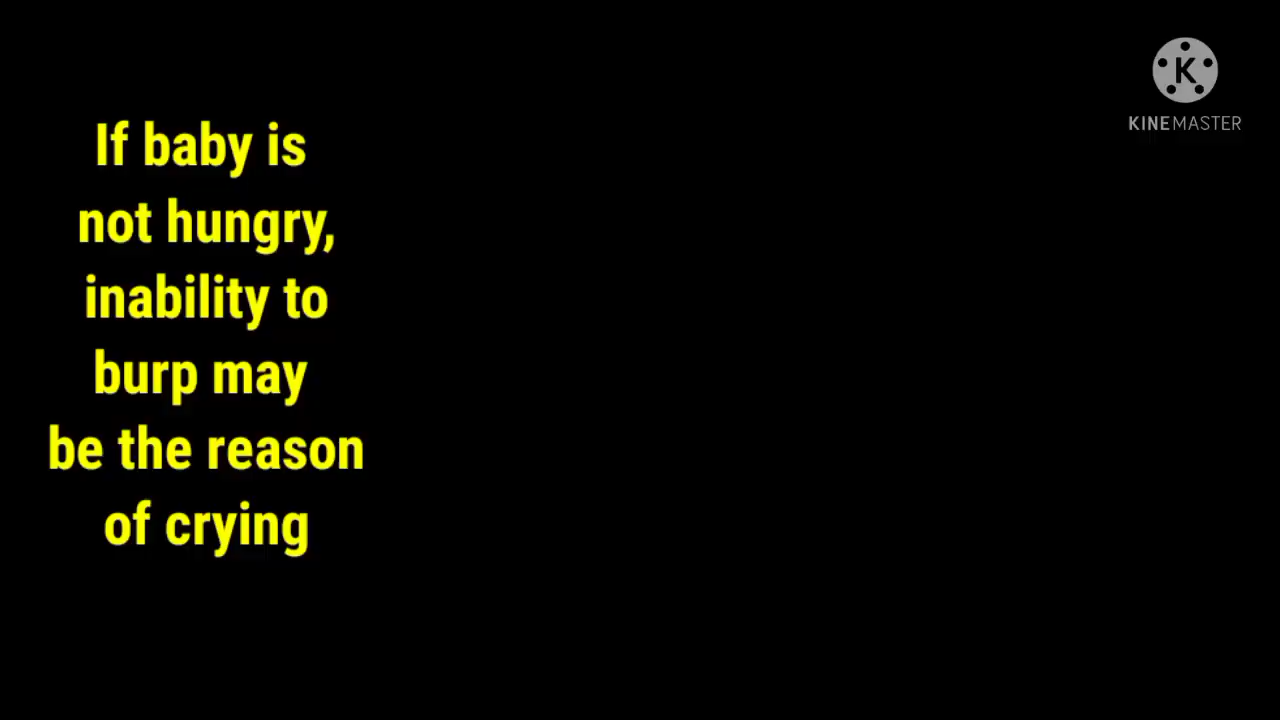 If baby is
not hungry,
inability to
burp may
be the reason
of crying
K
KINEMASTER